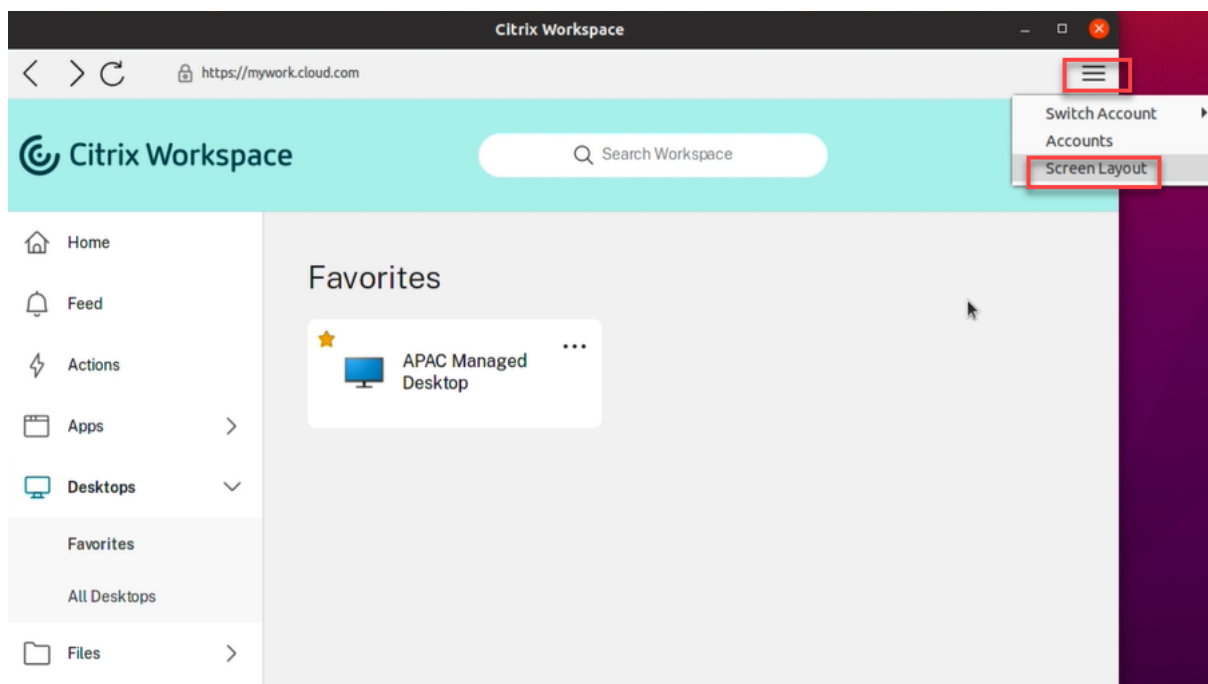 Citrix Workspace
https://mywork.cloud.com
Switch Account
Accounts
Screen Layout
Citrix Workspace
Search Workspace
Home
Feed
Actions
Apps
Desktops
Favorites
All Desktops
Files
Favorites
APAC Managed
Desktop